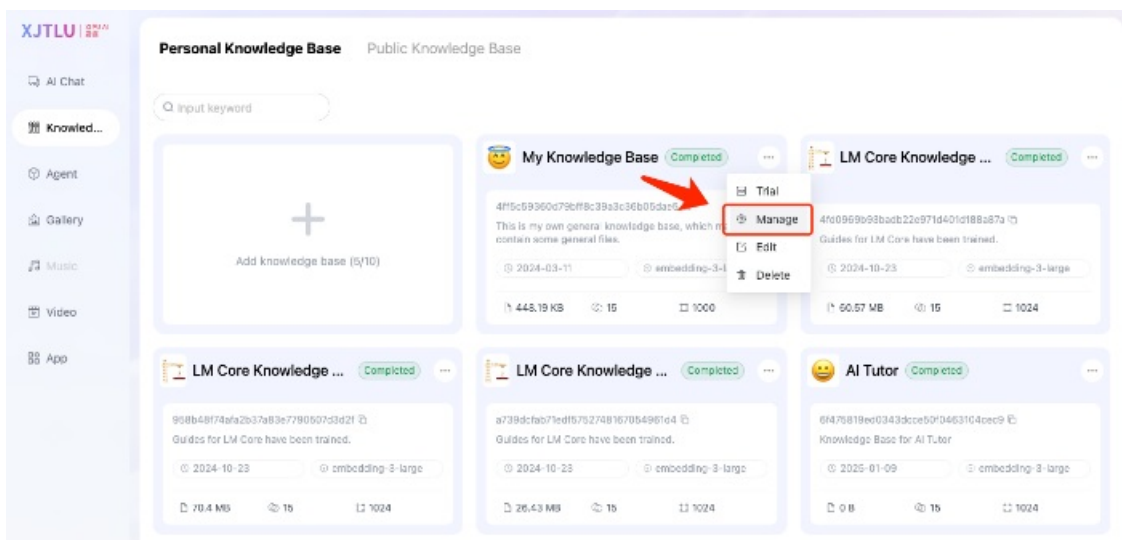 XJTLU
Personal Knowledge Base Public Knowledge Base
AI Chat
Input keyword
Knowled...
My Knowledge Base Completed
LM Core Knowledge ... Completed
Agent
Trial
Manage
This is my own general knowledge base, which m
contain some general files.
Guides for LM Core have been trained.
Gallery
Edit
Add knowledge base (5/10)
Music
2024-03-11 embedding-3-l
2024-10-23 embedding-3-large
Delete
Video
448.19 KB 15 1000
60.57 MB 15 1024
App
LM Core Knowledge ... Completed
LM Core Knowledge ... Completed
AI Tutor Completed
Guides for LM Core have been trained.
Guides for LM Core have been trained.
Knowledge Base for AI Tutor
2024-10-23 embedding-3-large
2024-10-23 embedding-3-large
2025-01-09 embedding-3-large
70.4 MB 15 1024
26.43 MB 15 1024
0 B 15 1024